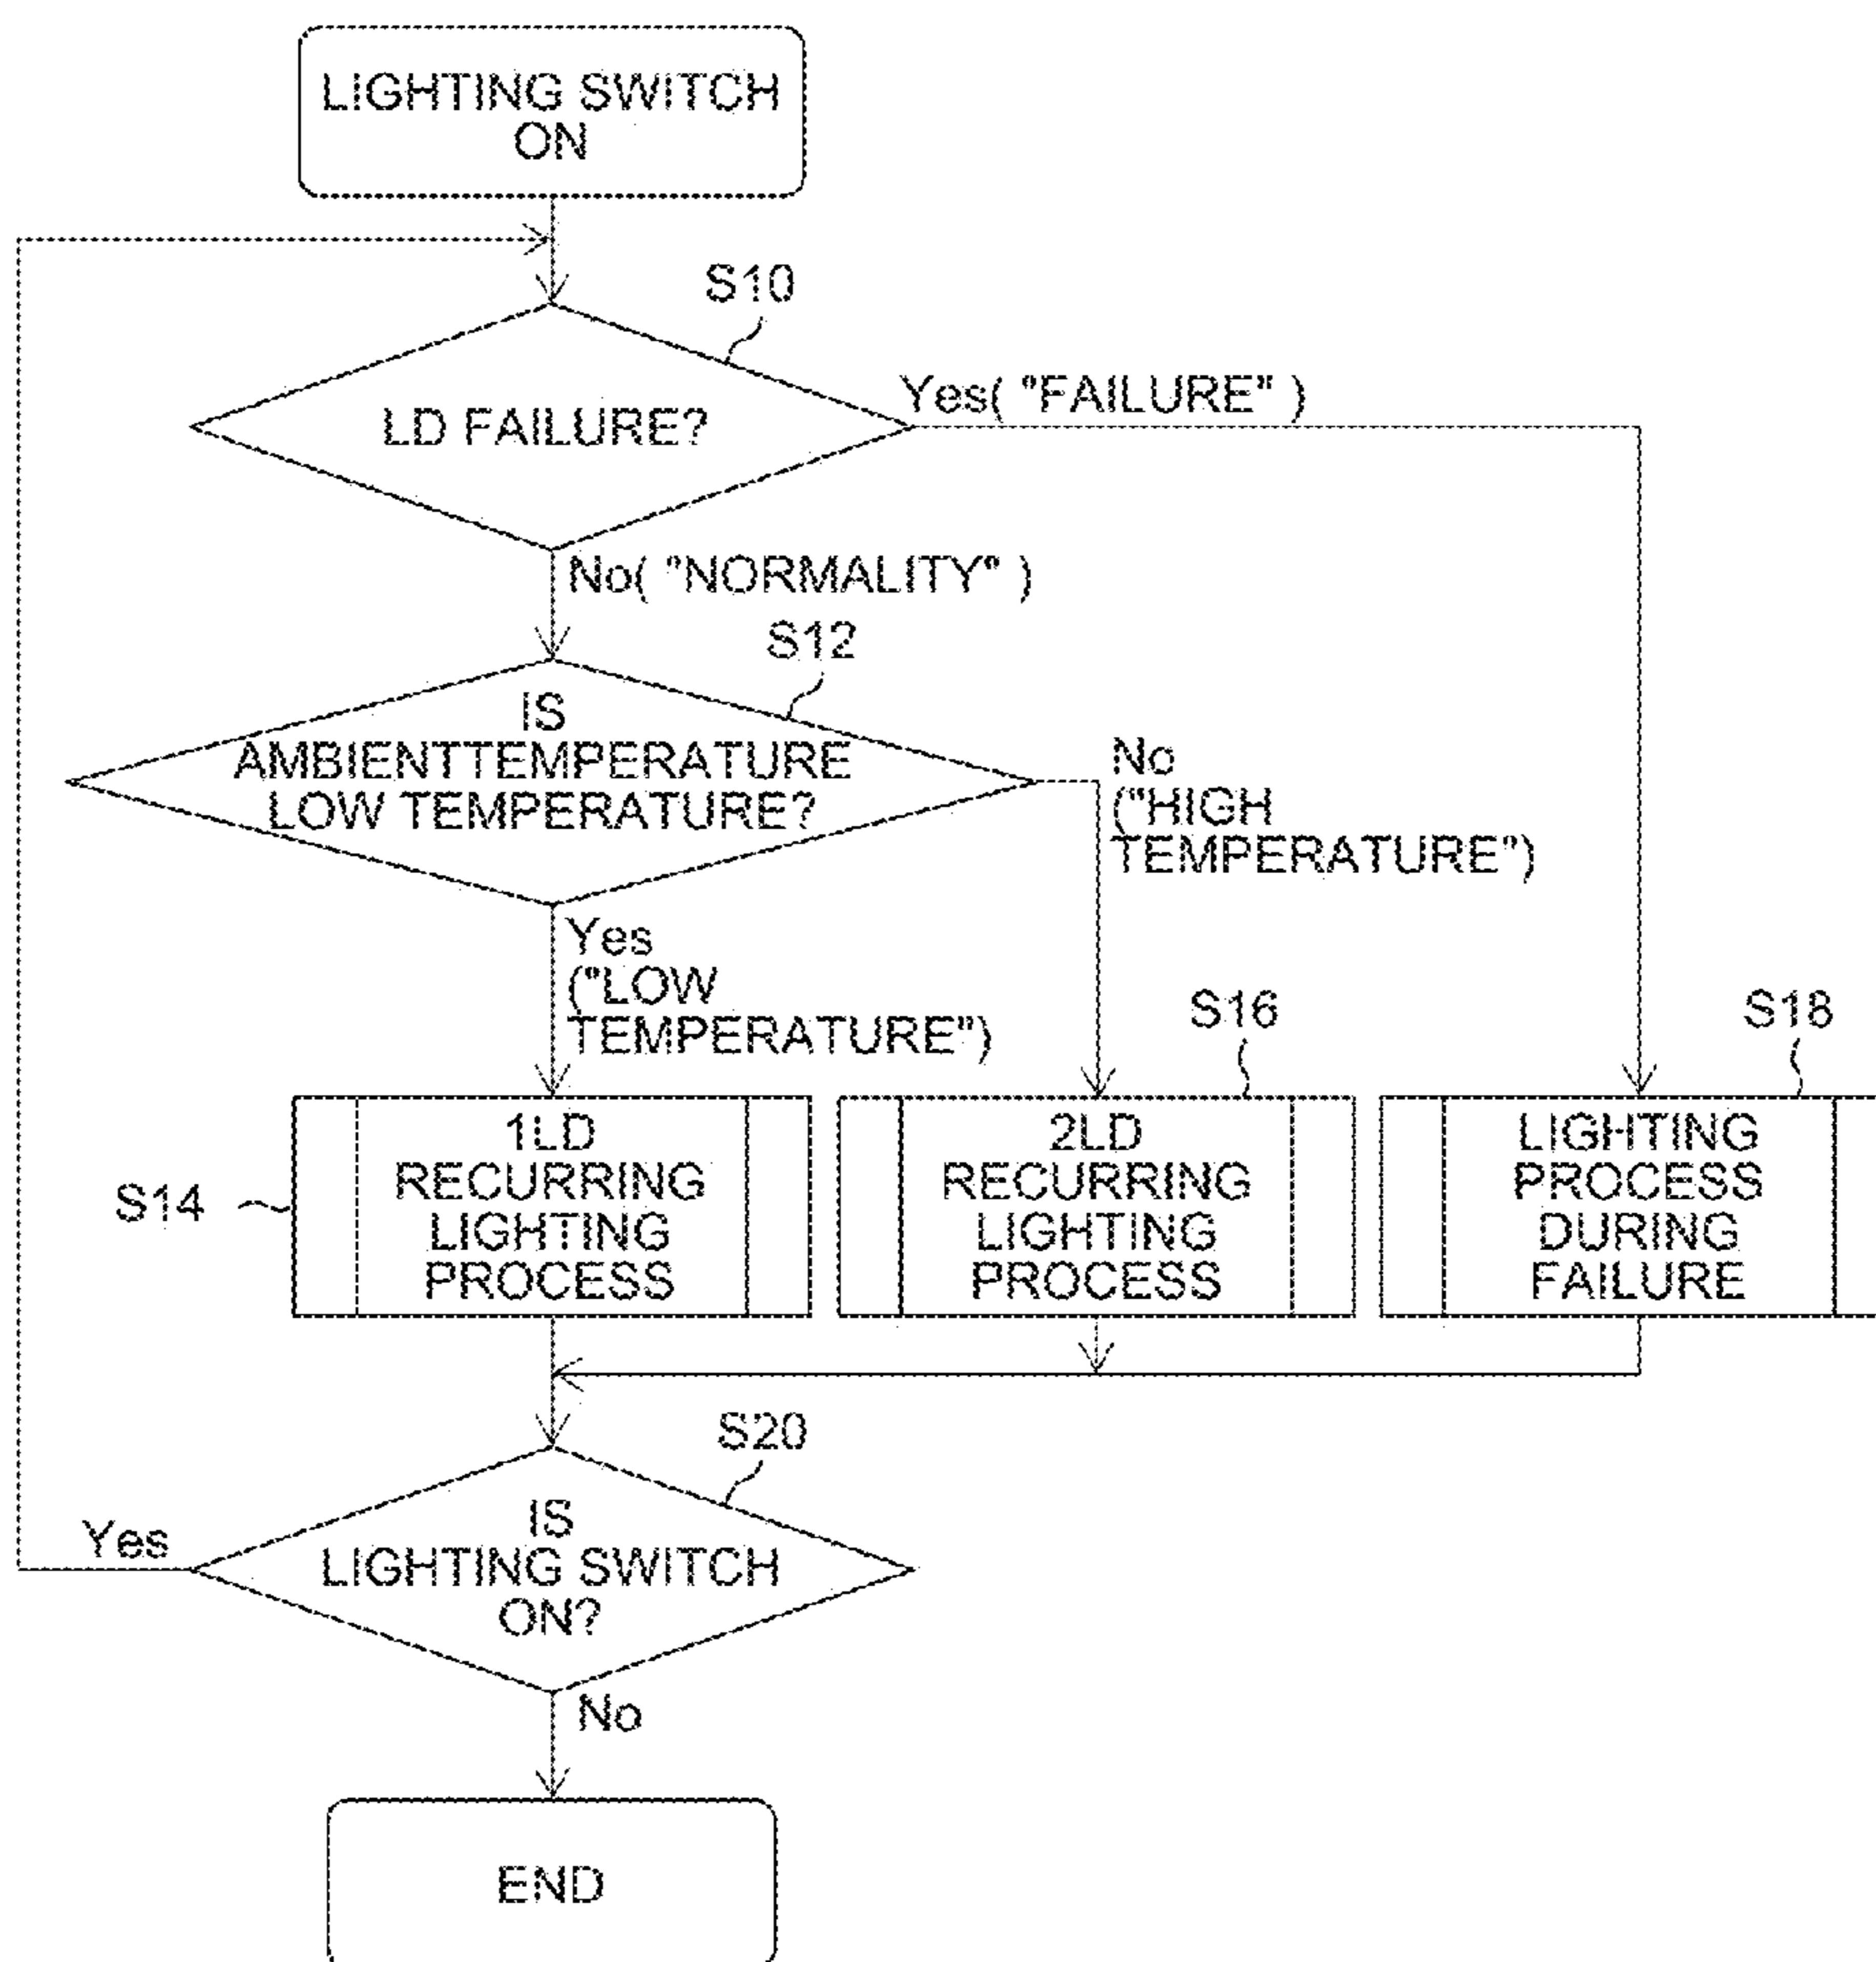 LIGHTING SWITCH
ON
S10
LD FAILURE?
Yes( "FAILURE" )
No( "NORMALITY" )
S12
IS
AMBIENTTEMPERATURE
LOW TEMPERATURE?
No
("HIGH
TEMPERATURE")
Yes
("LOW
TEMPERATURE")
S14
1LD
RECURRING
LIGHTING
PROCESS
S16
2LD
RECURRING
LIGHTING
PROCESS
S18
LIGHTING
PROCESS
DURING
FAILURE
S20
IS
LIGHTING SWITCH
ON?
Yes
No
END